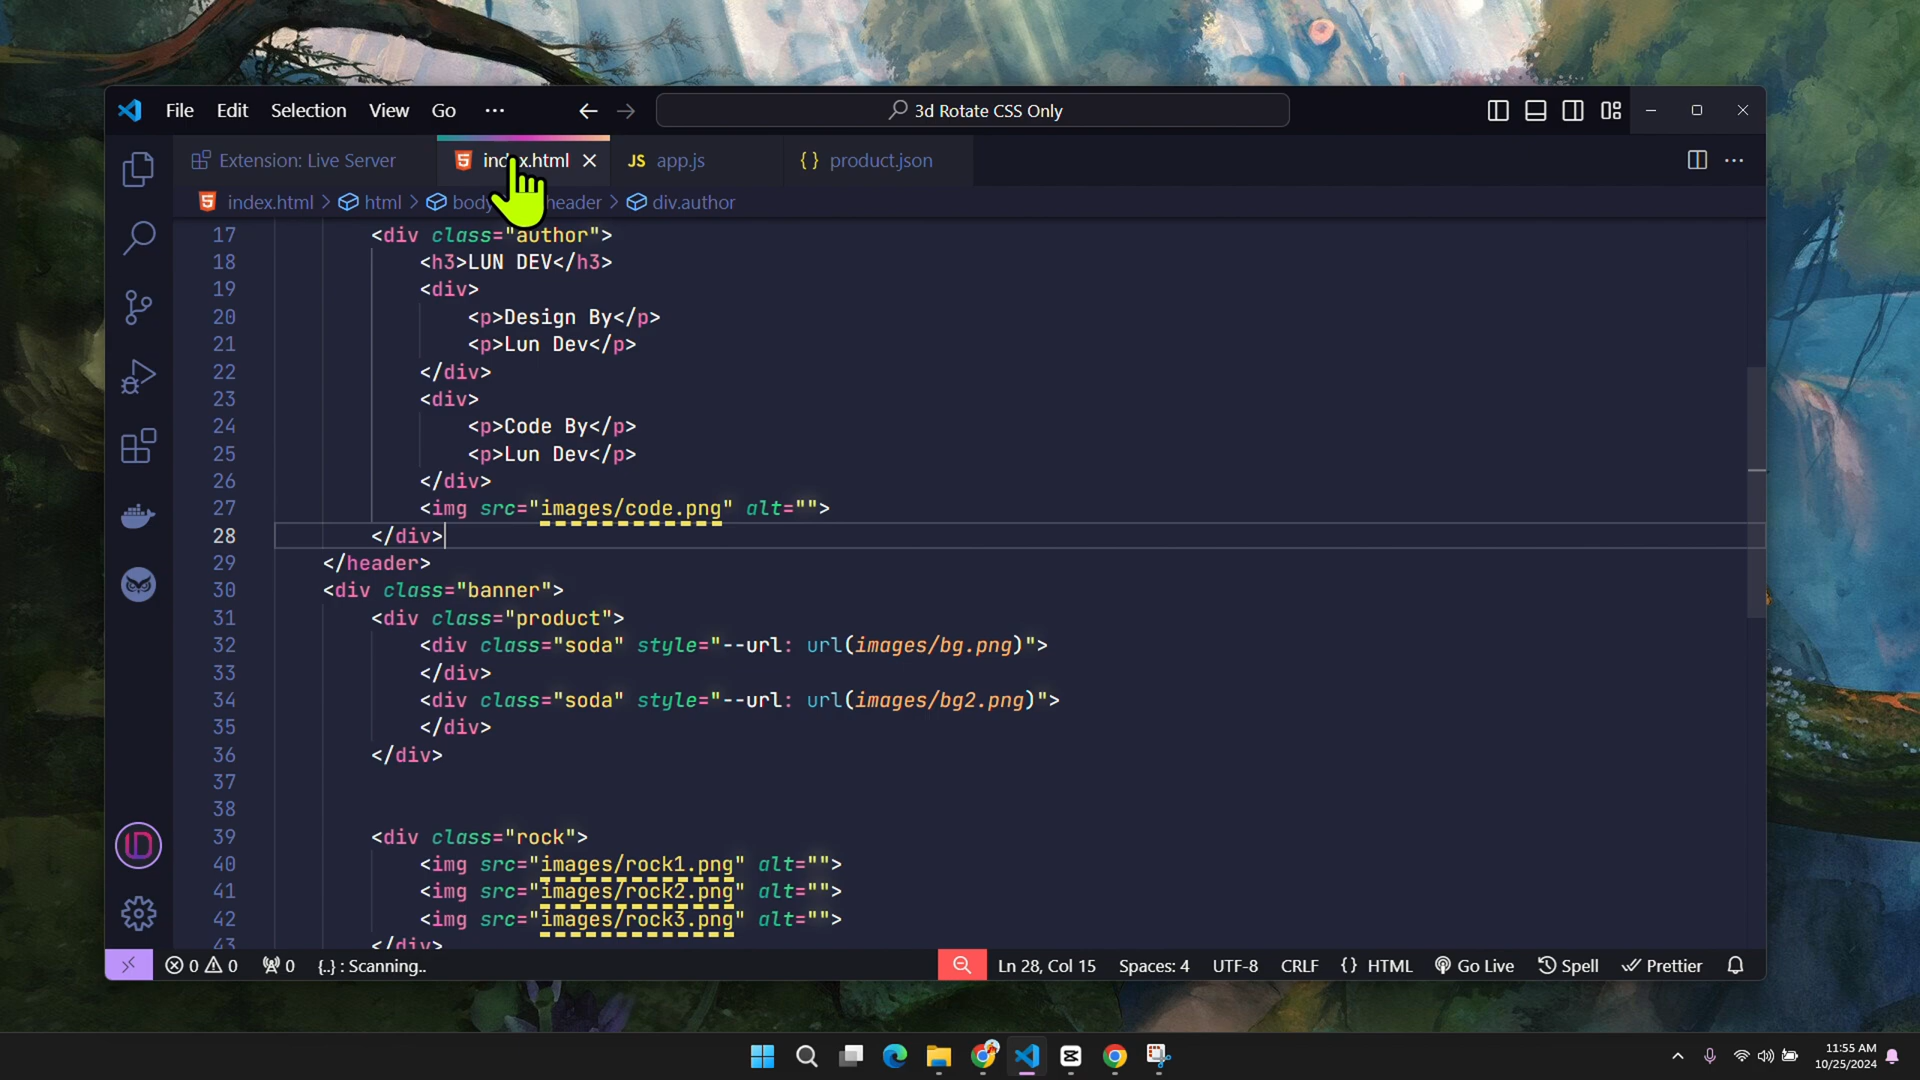 File Edit Selection View Go ··· 3d Rotate CSS Only
Extension: Live Server index.html JS app.js {} product.json
index.html > html > body header > div.author
17 <div class="author">
18 <h3>LUN DEV</h3>
19 <div>
20 <p>Design By</p>
21 <p>Lun Dev</p>
22 </div>
23 <div>
24 <p>Code By</p>
25 <p>Lun Dev</p>
26 </div>
27 <img src="images/code.png" alt="">
28 </div>
29 </header>
30 <div class="banner">
31 <div class="product">
32 <div class="soda" style="--url: url(images/bg.png)">
33 </div>
34 <div class="soda" style="--url: url(images/bg2.png)">
35 </div>
36 </div>
37
38
39 <div class="rock">
40 <img src="images/rock1.png" alt="">
41 <img src="images/rock2.png" alt="">
42 <img src="images/rock3.png" alt="">
43 </div>
0 0 0 {..} : Scanning.. Ln 28, Col 15 Spaces: 4 UTF-8 CRLF {} HTML Go Live Spell Prettier
11:55 AM
10/25/2024